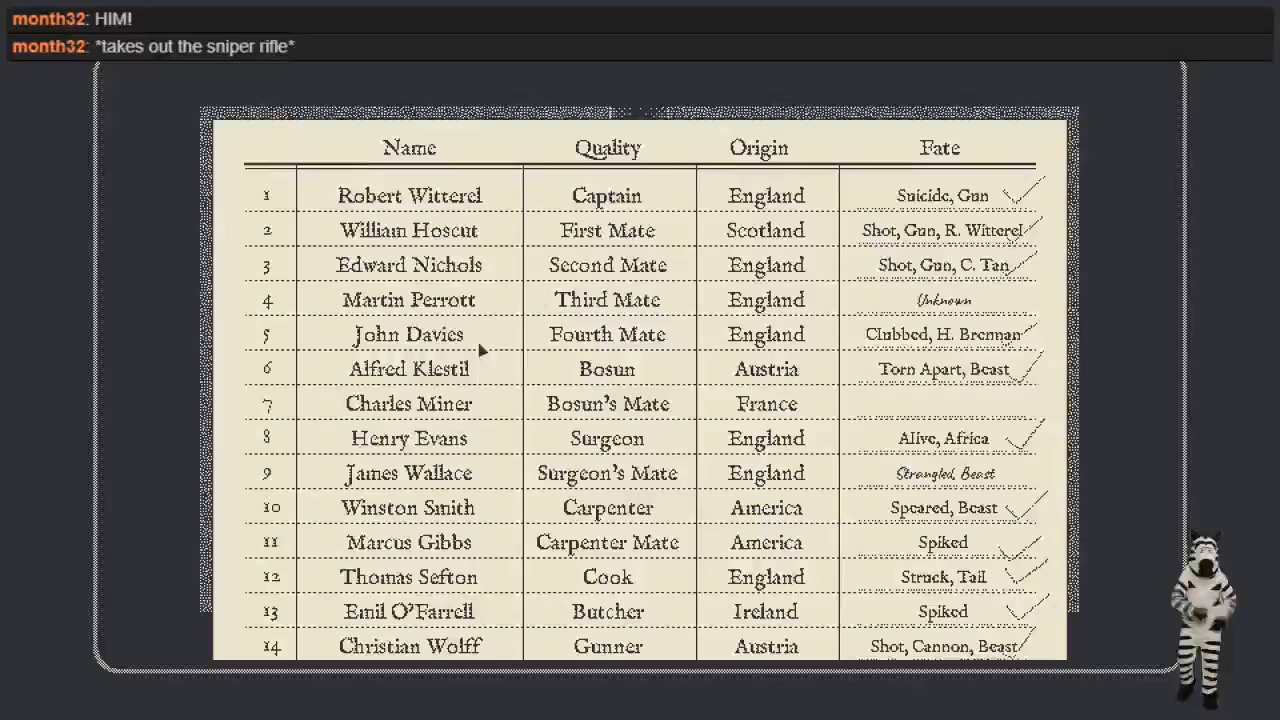 month32: HIM!
month32: *takes out the sniper rifle*
Name Quality Origin Fate
1 Robert Witterel Captain England Suicide, Gun
2 William Hoscut First Mate Scotland Shot, Gun, R. Witterel
3 Edward Nichols Second Mate England Shot, Gun, C. Tan
4 Martin Perrott Third Mate England Unknown
5 John Davies Fourth Mate England Clubbed, H. Brennan
6 Alfred Klestil Bosun Austria Torn Apart, Beast
7 Charles Miner Bosun's Mate France
8 Henry Evans Surgeon England Alive, Africa
9 James Wallace Surgeon's Mate England Strangled, Beast
10 Winston Smith Carpenter America Speared, Beast
11 Marcus Gibbs Carpenter Mate America Spiked
12 Thomas Sefton Cook England Struck, Tail
13 Emil O'Farrell Butcher Ireland Spiked
14 Christian Wolff Gunner Austria Shot, Cannon, Beast